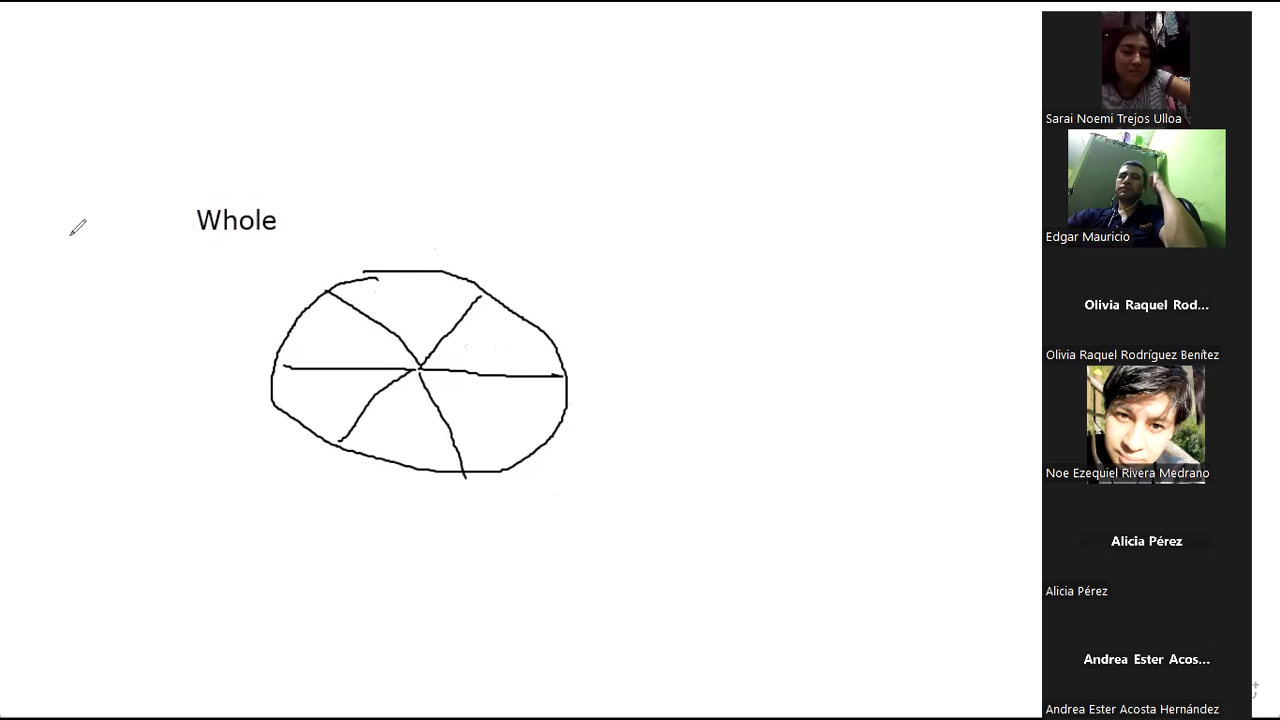 Whole
Sarai Noemi Trejos Ulloa
Edgar Mauricio
Olivia Raquel Rod...
Olivia Raquel Rodríguez Benítez
Noe Ezequiel Rivera Medrano
Alicia Pérez
Alicia Pérez
Andrea Ester Acos...
Andrea Ester Acosta Hernández